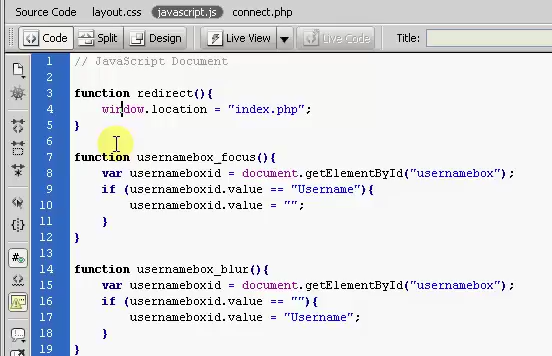 Source Code layout.css javascript.js connect.php
Code Split Design Live View Live Code Title:
1 // JavaScript Document
2
3 function redirect(){
4 window.location = "index.php";
5 }
6
7 function usernamebox_focus(){
8 var usernameboxid = document.getElementById("usernamebox");
9 if (usernameboxid.value == "Username"){
10 usernameboxid.value = "";
11 }
12 }
13
14 function usernamebox_blur(){
15 var usernameboxid = document.getElementById("usernamebox");
16 if (usernameboxid.value == ""){
17 usernameboxid.value = "Username";
18 }
19 }